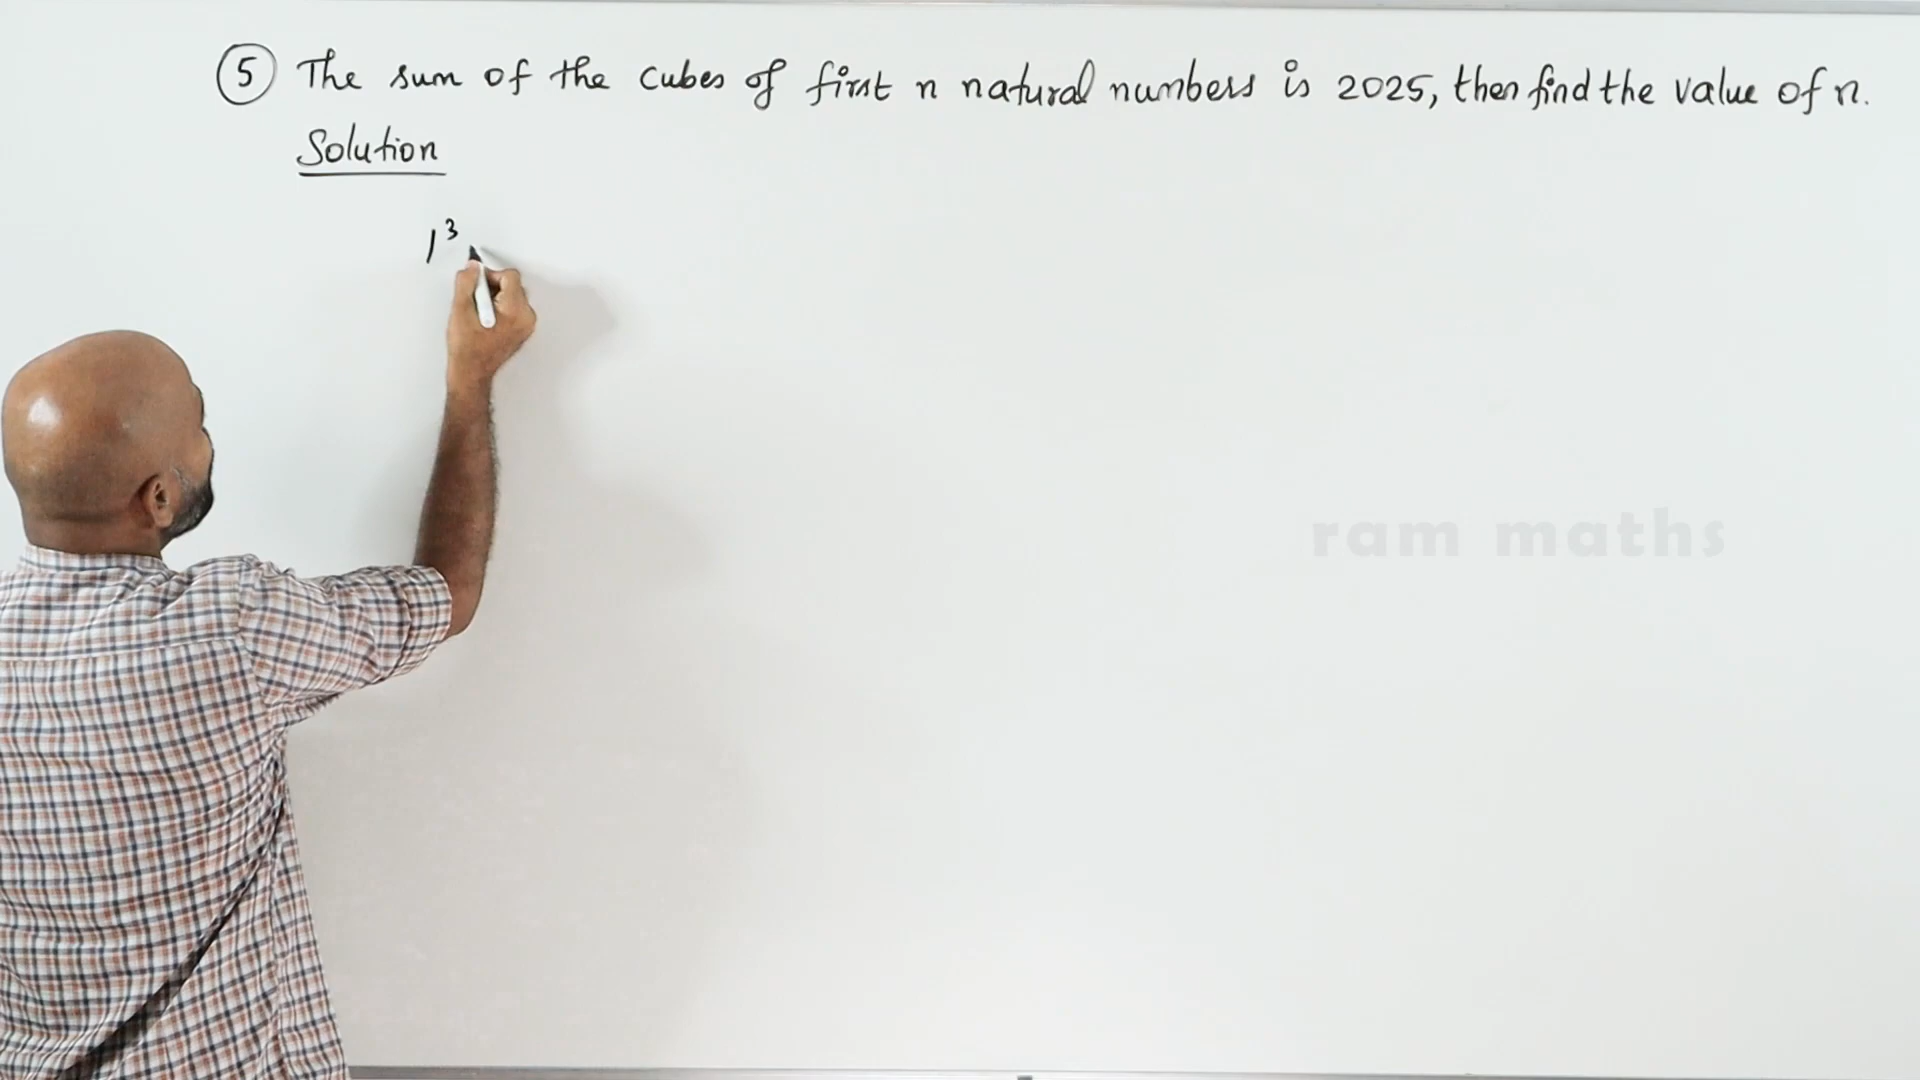 5 The sum of the cubes of first n natural numbers is 2025, then find the value of n.
Solution
1³
ram maths